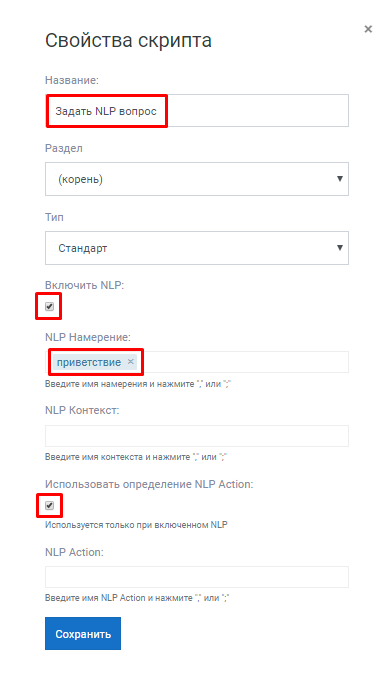 Свойства скрипта
×
Название:
Задать NLP вопрос
Раздел
(корень)
Тип
Стандарт
Включить NLP:
NLP Намерение:
приветствие ×
Введите имя намерения и нажмите "," или ";"
NLP Контекст:
Введите имя контекста и нажмите "," или ";"
Использовать определение NLP Action:
Используется только при включенном NLP
NLP Action:
Введите имя NLP Action и нажмите "," или ";"
Сохранить